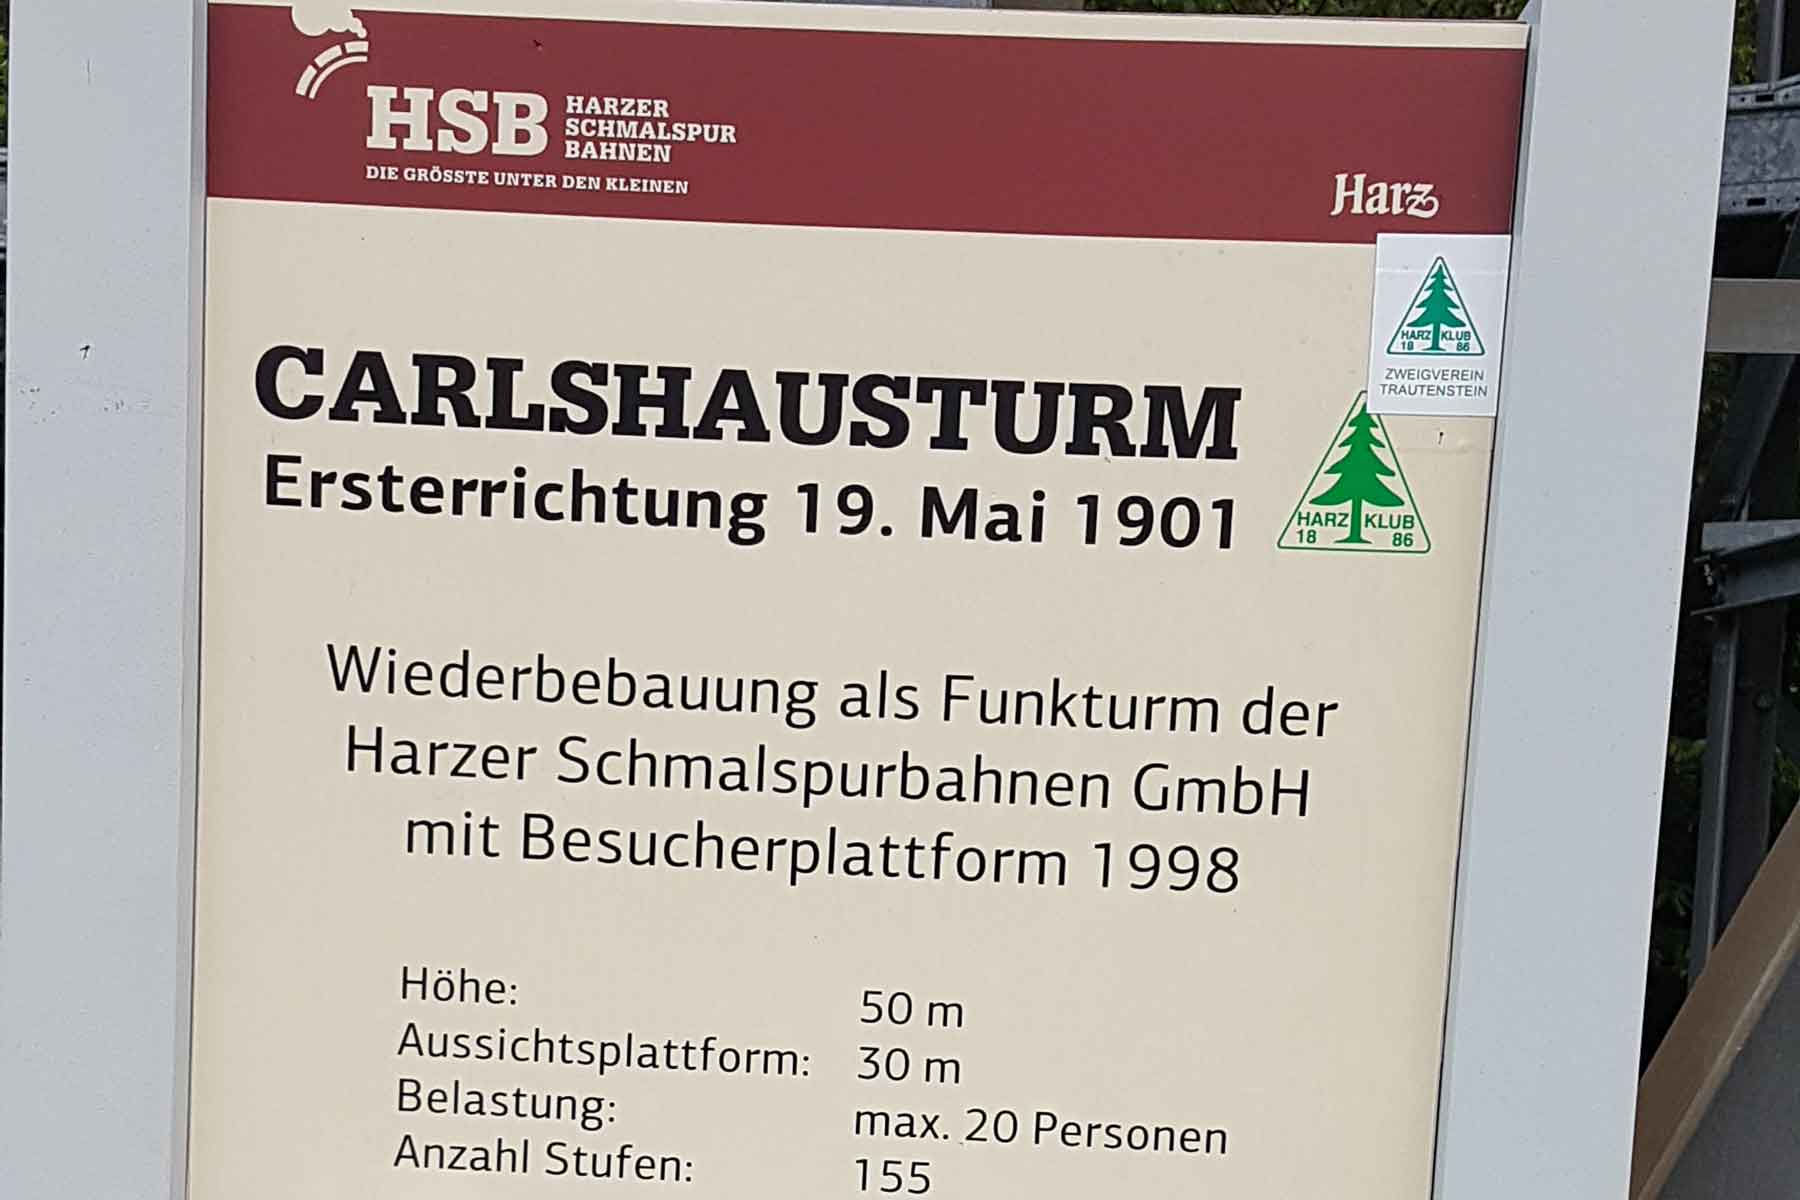 HSB HARZER
SCHMALSPUR
BAHNEN
DIE GRÖSSTE UNTER DEN KLEINEN
Harz
HARZ KLUB
18 86
ZWEIGVEREIN
TRAUTENSTEIN
CARLSHAUSTURM
Ersterrichtung 19. Mai 1901
HARZ KLUB
18 86
Wiederbebauung als Funkturm der
Harzer Schmalspurbahnen GmbH
mit Besucherplattform 1998
Höhe: 50 m
Aussichtsplattform: 30 m
Belastung: max. 20 Personen
Anzahl Stufen: 155